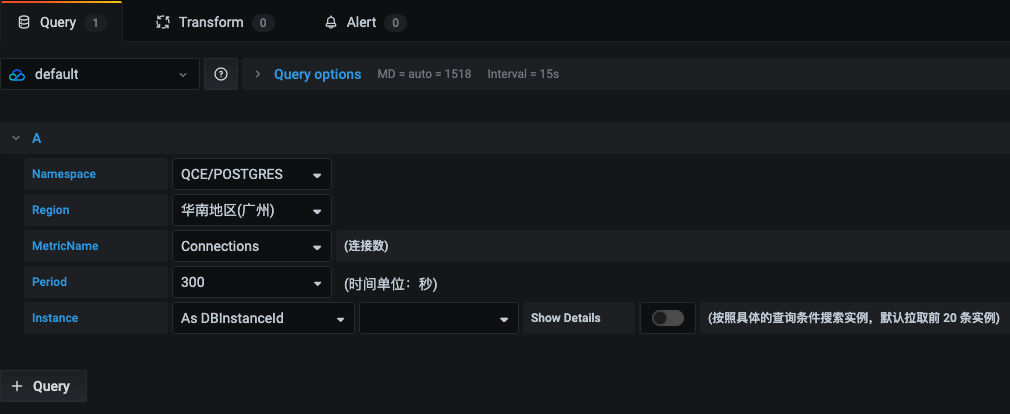 Query 1 Transform 0 Alert 0
default Query options MD = auto = 1518 Interval = 15s
A
Namespace QCE/POSTGRES
Region 华南地区(广州)
MetricName Connections (连接数)
Period 300 (时间单位：秒)
Instance As DBInstanceId Show Details (按照具体的查询条件搜索实例，默认拉取前 20 条实例)
+ Query